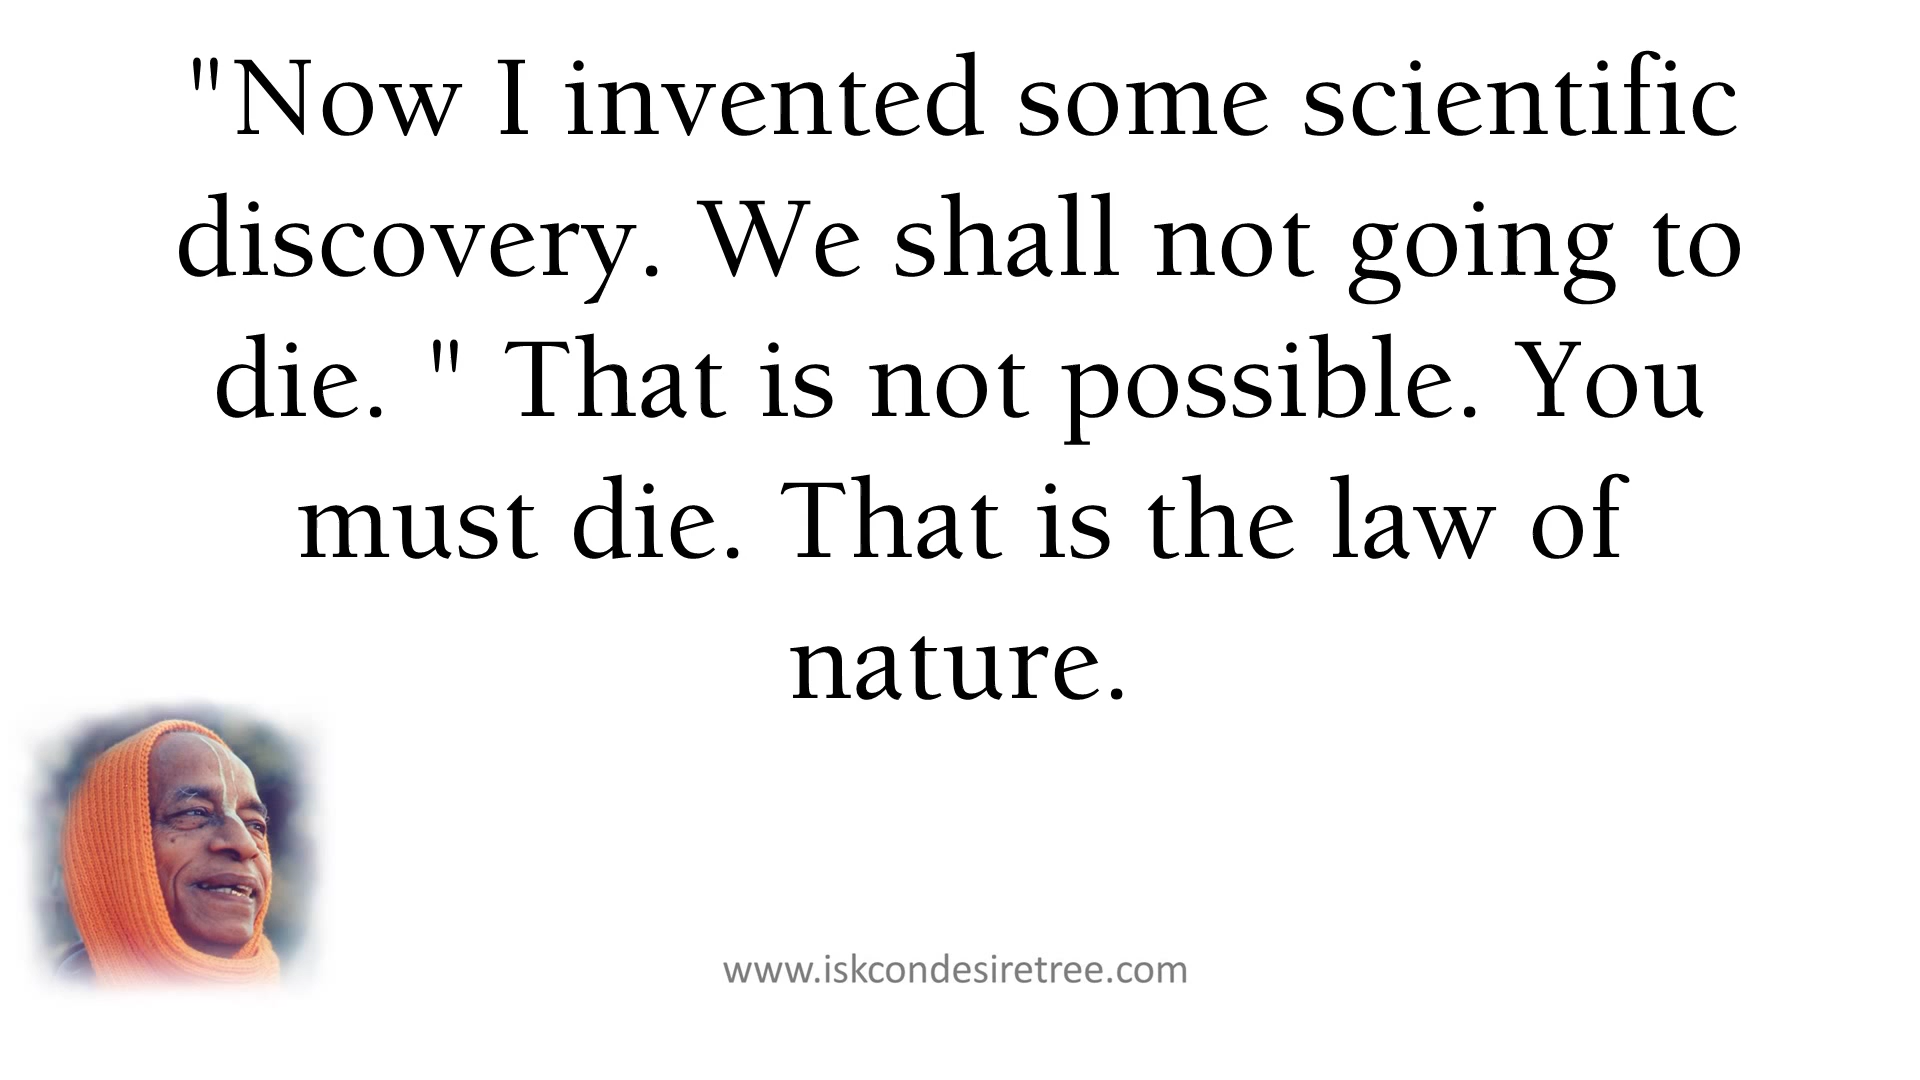 "Now I invented some scientific
discovery. We shall not going to
die. " That is not possible. You
must die. That is the law of
nature.
www.iskcondesiretree.com